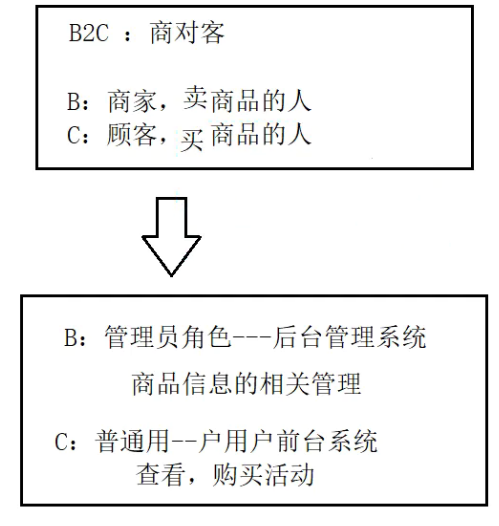 B2C ：商对客
B：商家，卖商品的人
C：顾客，买商品的人
B：管理员角色---后台管理系统
商品信息的相关管理
C：普通用--户用户前台系统
查看，购买活动